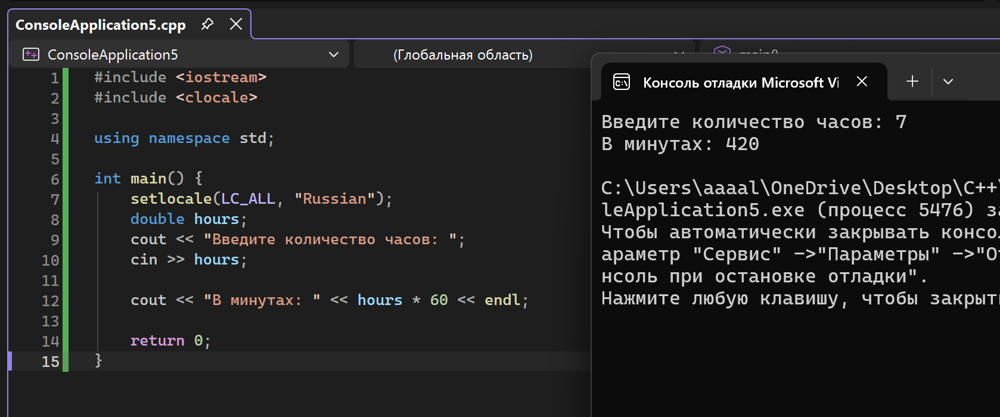 ConsoleApplication5.cpp
ConsoleApplication5
(Глобальная область)
1 #include <iostream>
2 #include <clocale>
3
4 using namespace std;
5
6 int main() {
7 setlocale(LC_ALL, "Russian");
8 double hours;
9 cout << "Введите количество часов: ";
10 cin >> hours;
11
12 cout << "В минутах: " << hours * 60 << endl;
13
14 return 0;
15 }
Консоль отладки Microsoft Vi
Введите количество часов: 7
В минутах: 420
C:\Users\aaaal\OneDrive\Desktop\C++\
leApplication5.exe (процесс 5476) за
Чтобы автоматически закрывать консол
араметр "Сервис" ->"Параметры" ->"От
нсоль при остановке отладки".
Нажмите любую клавишу, чтобы закрыть